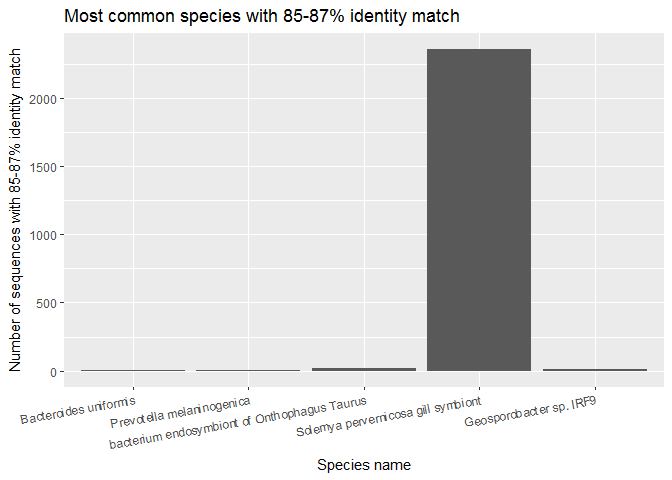 Most common species with 85-87% identity match
Number of sequences with 85-87% identity match
2000
1500
1000
500
0
Bacteroides uniformis
Prevotella melaninogenica
bacterium endosymbiont of Onthophagus Taurus
Solemya pervernicosa gill symbiont
Geosporobacter sp. IRF9
Species name